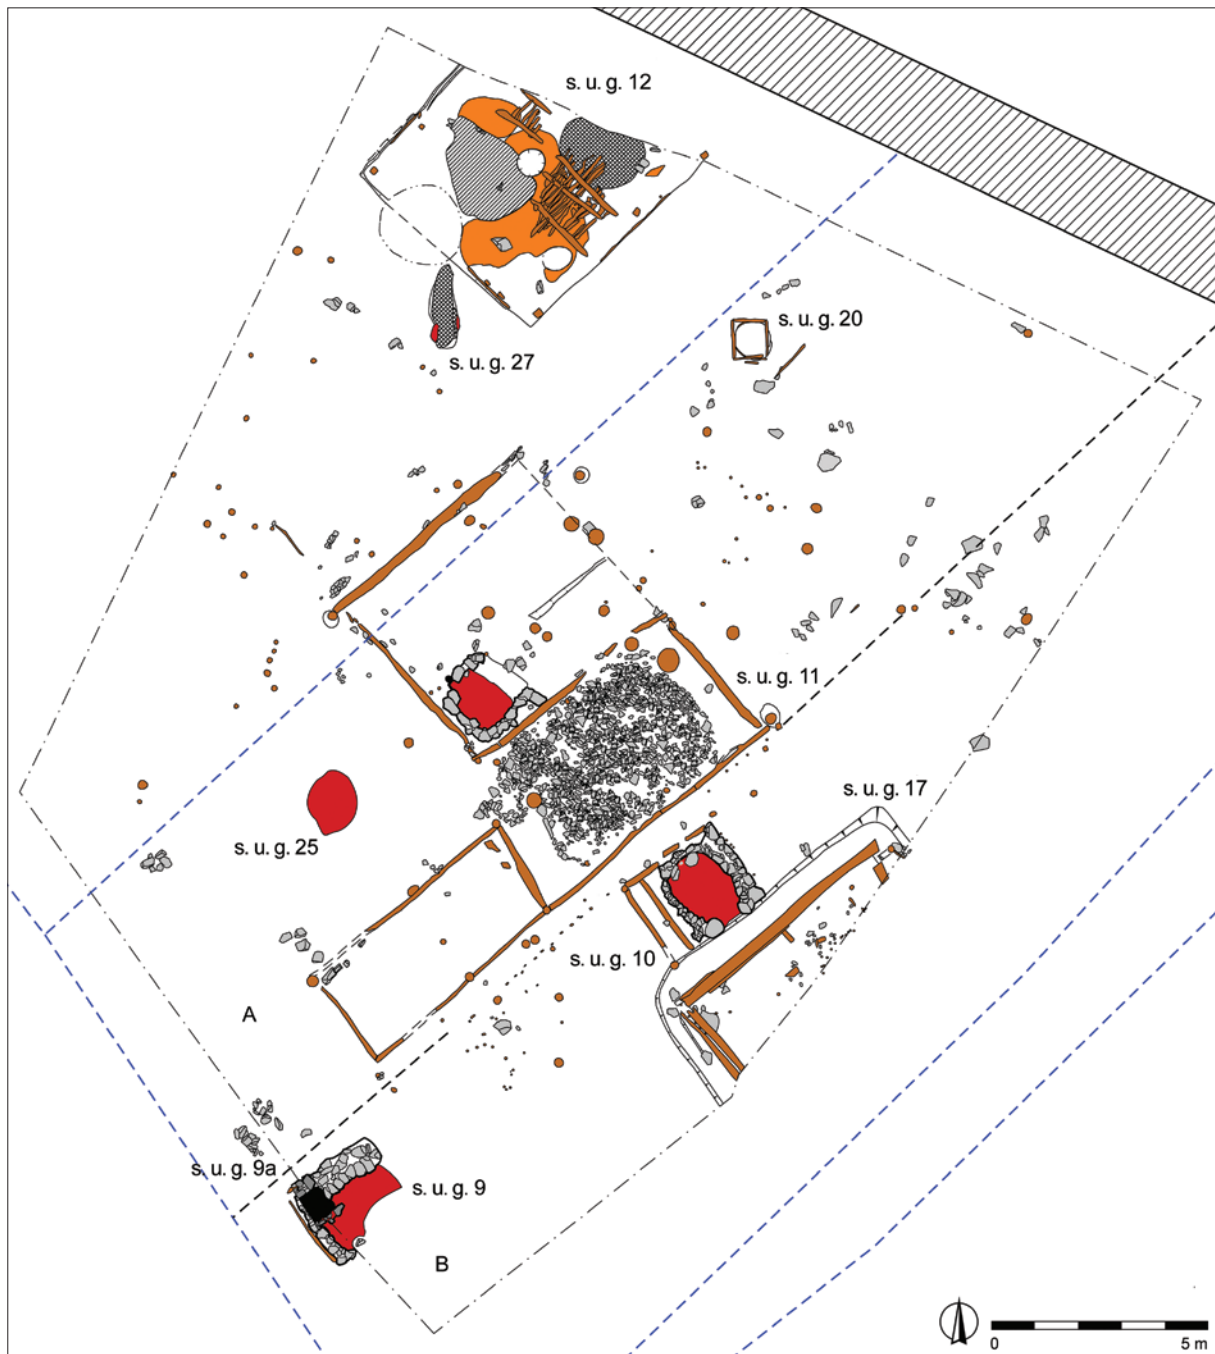 s. u. g. 12
s. u. g. 20
s. u. g. 27
s. u. g. 11
s. u. g. 17
s. u. g. 25
s. u. g. 10
A
s. u. g. 9a
s. u. g. 9
B
0 5 m